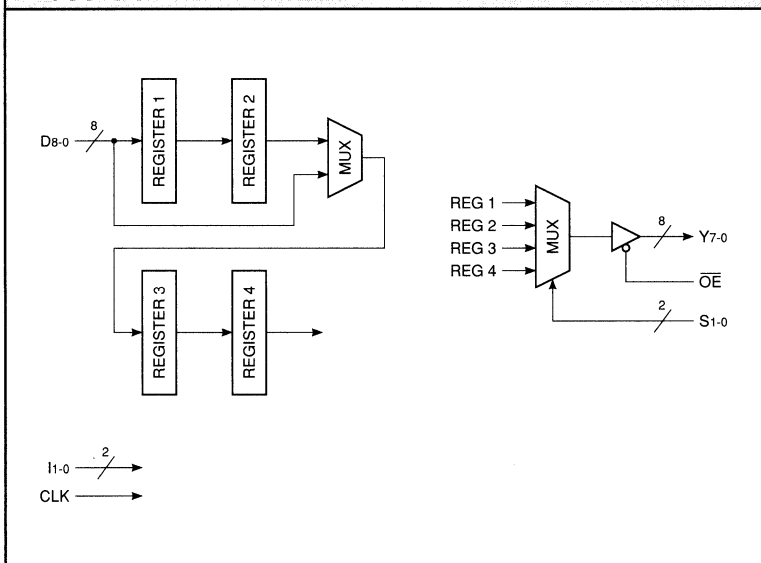 8
D8-0
REGISTER 1
REGISTER 2
MUX
REGISTER 3
REGISTER 4
REG 1
REG 2
REG 3
REG 4
MUX
8
Y7-0
OE
2
S1-0
2
I1-0
CLK